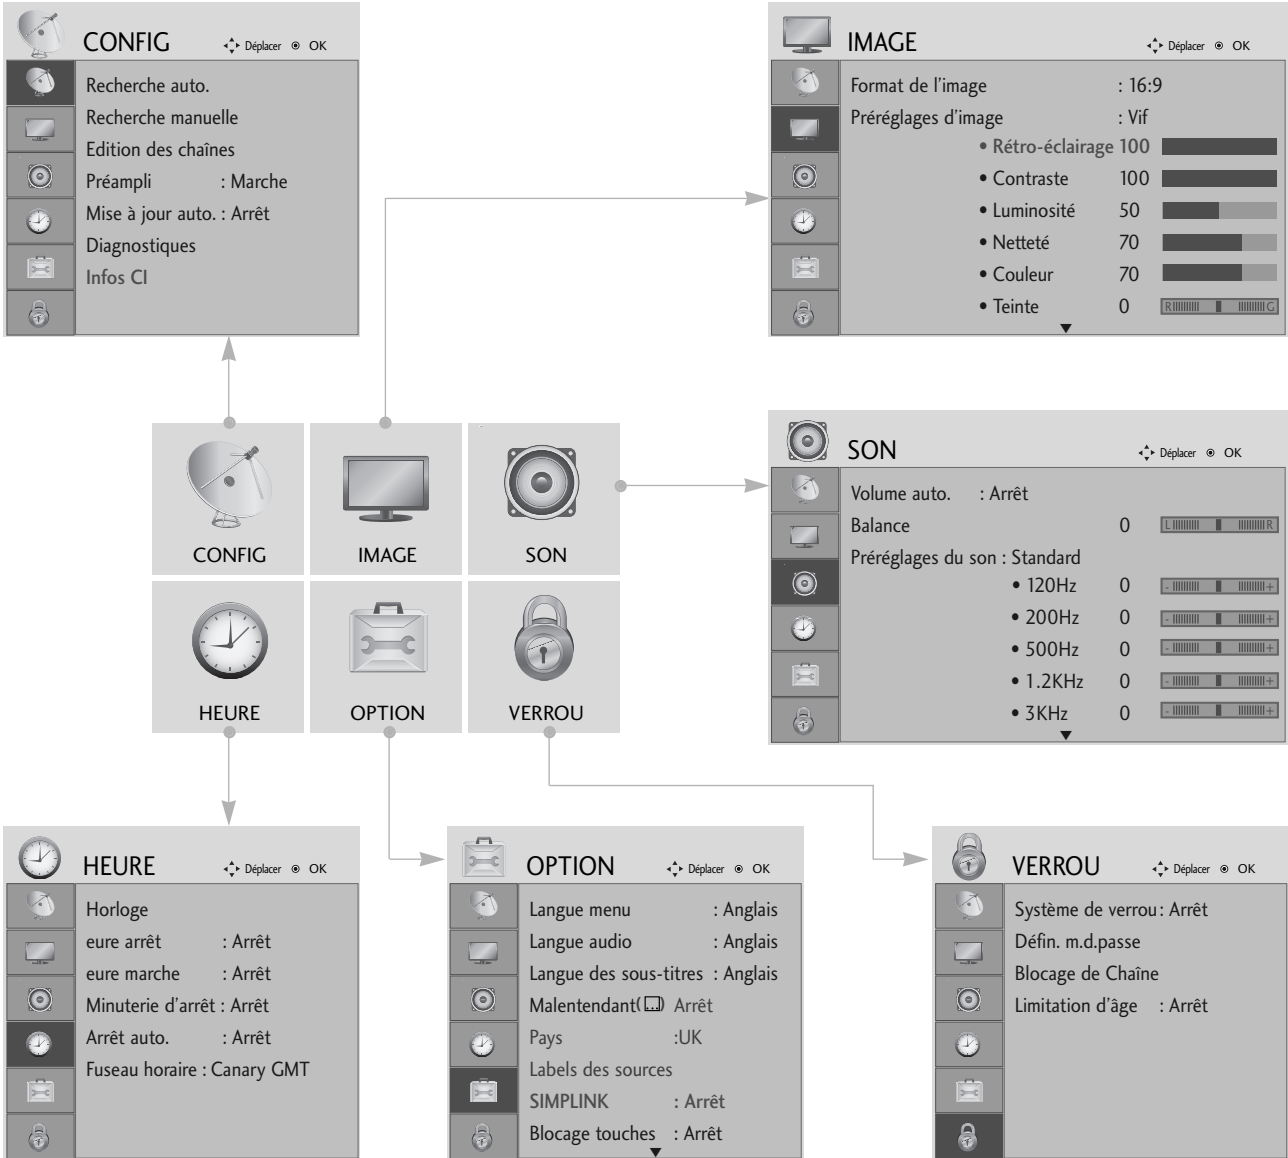 CONFIG
Déplacer OK
Recherche auto.
Recherche manuelle
Edition des chaînes
Préampli : Marche
Mise à jour auto. : Arrêt
Diagnostiques
Infos CI
IMAGE
Déplacer OK
Format de l'image : 16:9
Préréglages d'image : Vif
• Rétro-éclairage 100
• Contraste 100
• Luminosité 50
• Netteté 70
• Couleur 70
• Teinte 0 R G
CONFIG
IMAGE
SON
HEURE
OPTION
VERROU
SON
Déplacer OK
Volume auto. : Arrêt
Balance 0 L R
Préréglages du son : Standard
• 120Hz 0 - +
• 200Hz 0 - +
• 500Hz 0 - +
• 1.2KHz 0 - +
• 3KHz 0 - +
HEURE
Déplacer OK
Horloge
eure arrêt : Arrêt
eure marche : Arrêt
Minuterie d'arrêt : Arrêt
Arrêt auto. : Arrêt
Fuseau horaire : Canary GMT
OPTION
Déplacer OK
Langue menu : Anglais
Langue audio : Anglais
Langue des sous-titres : Anglais
Malentendant( ) Arrêt
Pays :UK
Labels des sources
SIMPLINK : Arrêt
Blocage touches : Arrêt
VERROU
Déplacer OK
Système de verrou : Arrêt
Défin. m.d.passe
Blocage de Chaîne
Limitation d'âge : Arrêt